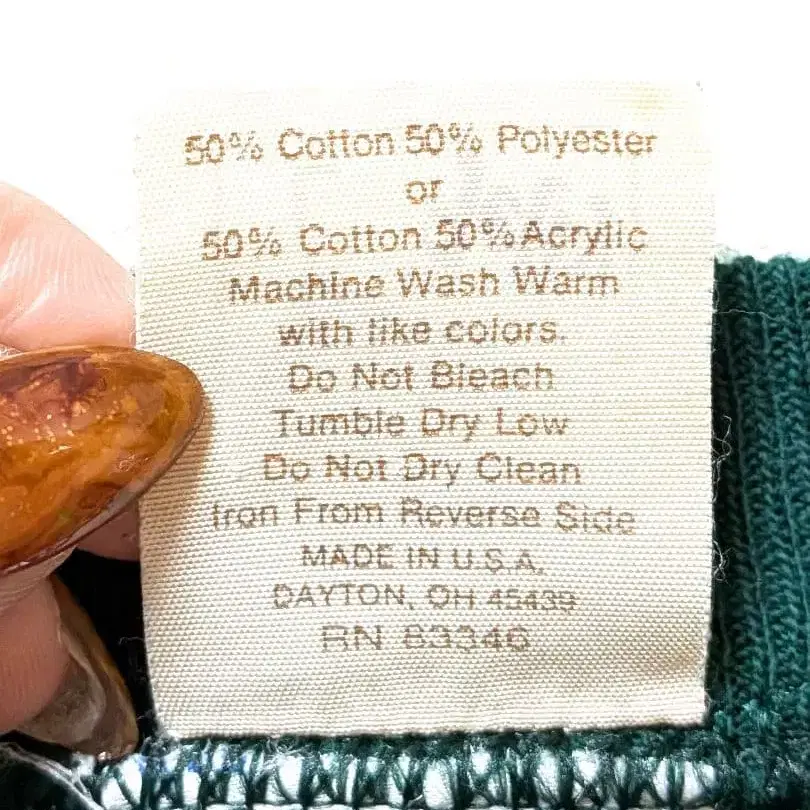 50% Cotton 50% Polyester
or
50% Cotton 50% Acrylic
Machine Wash Warm
with like colors.
Do Not Bleach
Tumble Dry Low
Do Not Dry Clean
Iron From Reverse Side
MADE IN U.S.A.
DAYTON, OH 45439
RN 83346